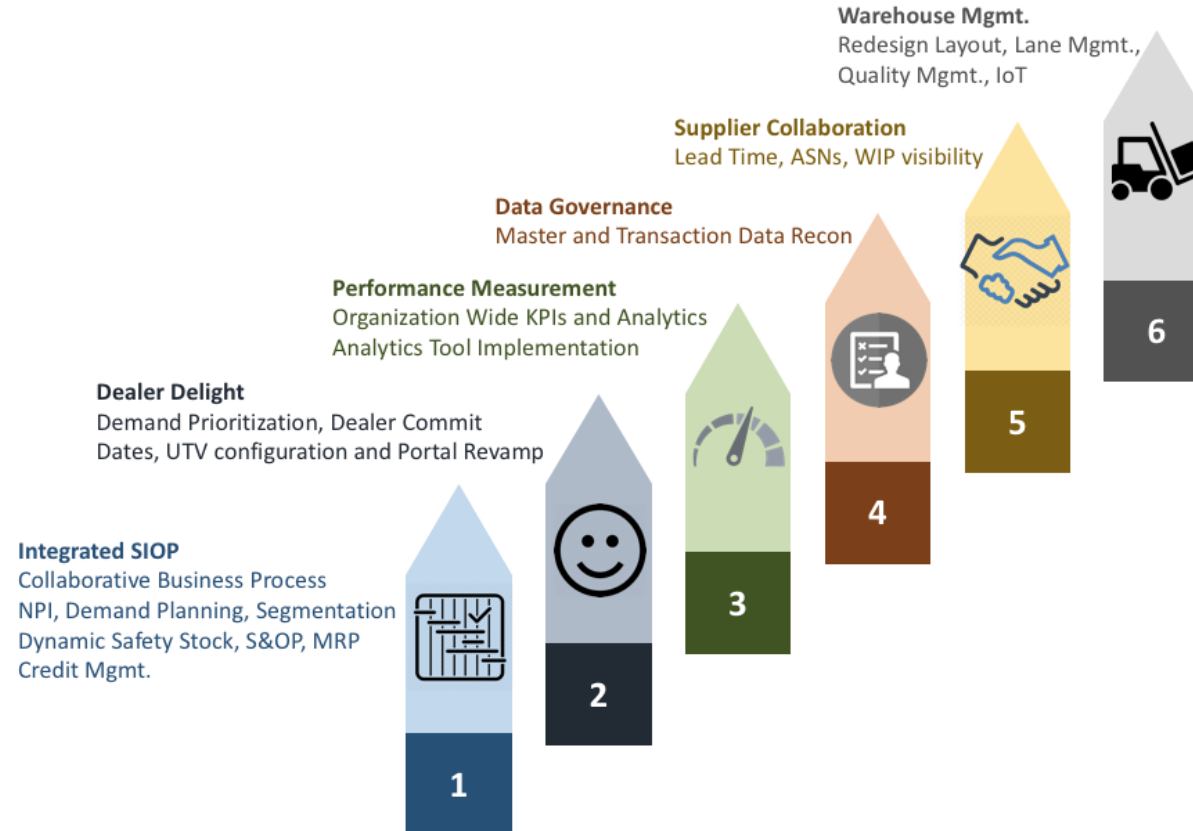 Warehouse Mgmt.
Redesign Layout, Lane Mgmt.,
Quality Mgmt., IoT
Supplier Collaboration
Lead Time, ASNs, WIP visibility
Data Governance
Master and Transaction Data Recon
Performance Measurement
Organization Wide KPIs and Analytics
Analytics Tool Implementation
Dealer Delight
Demand Prioritization, Dealer Commit
Dates, UTV configuration and Portal Revamp
Integrated SIOP
Collaborative Business Process
NPI, Demand Planning, Segmentation
Dynamic Safety Stock, S&OP, MRP
Credit Mgmt.
6
5
4
3
2
1